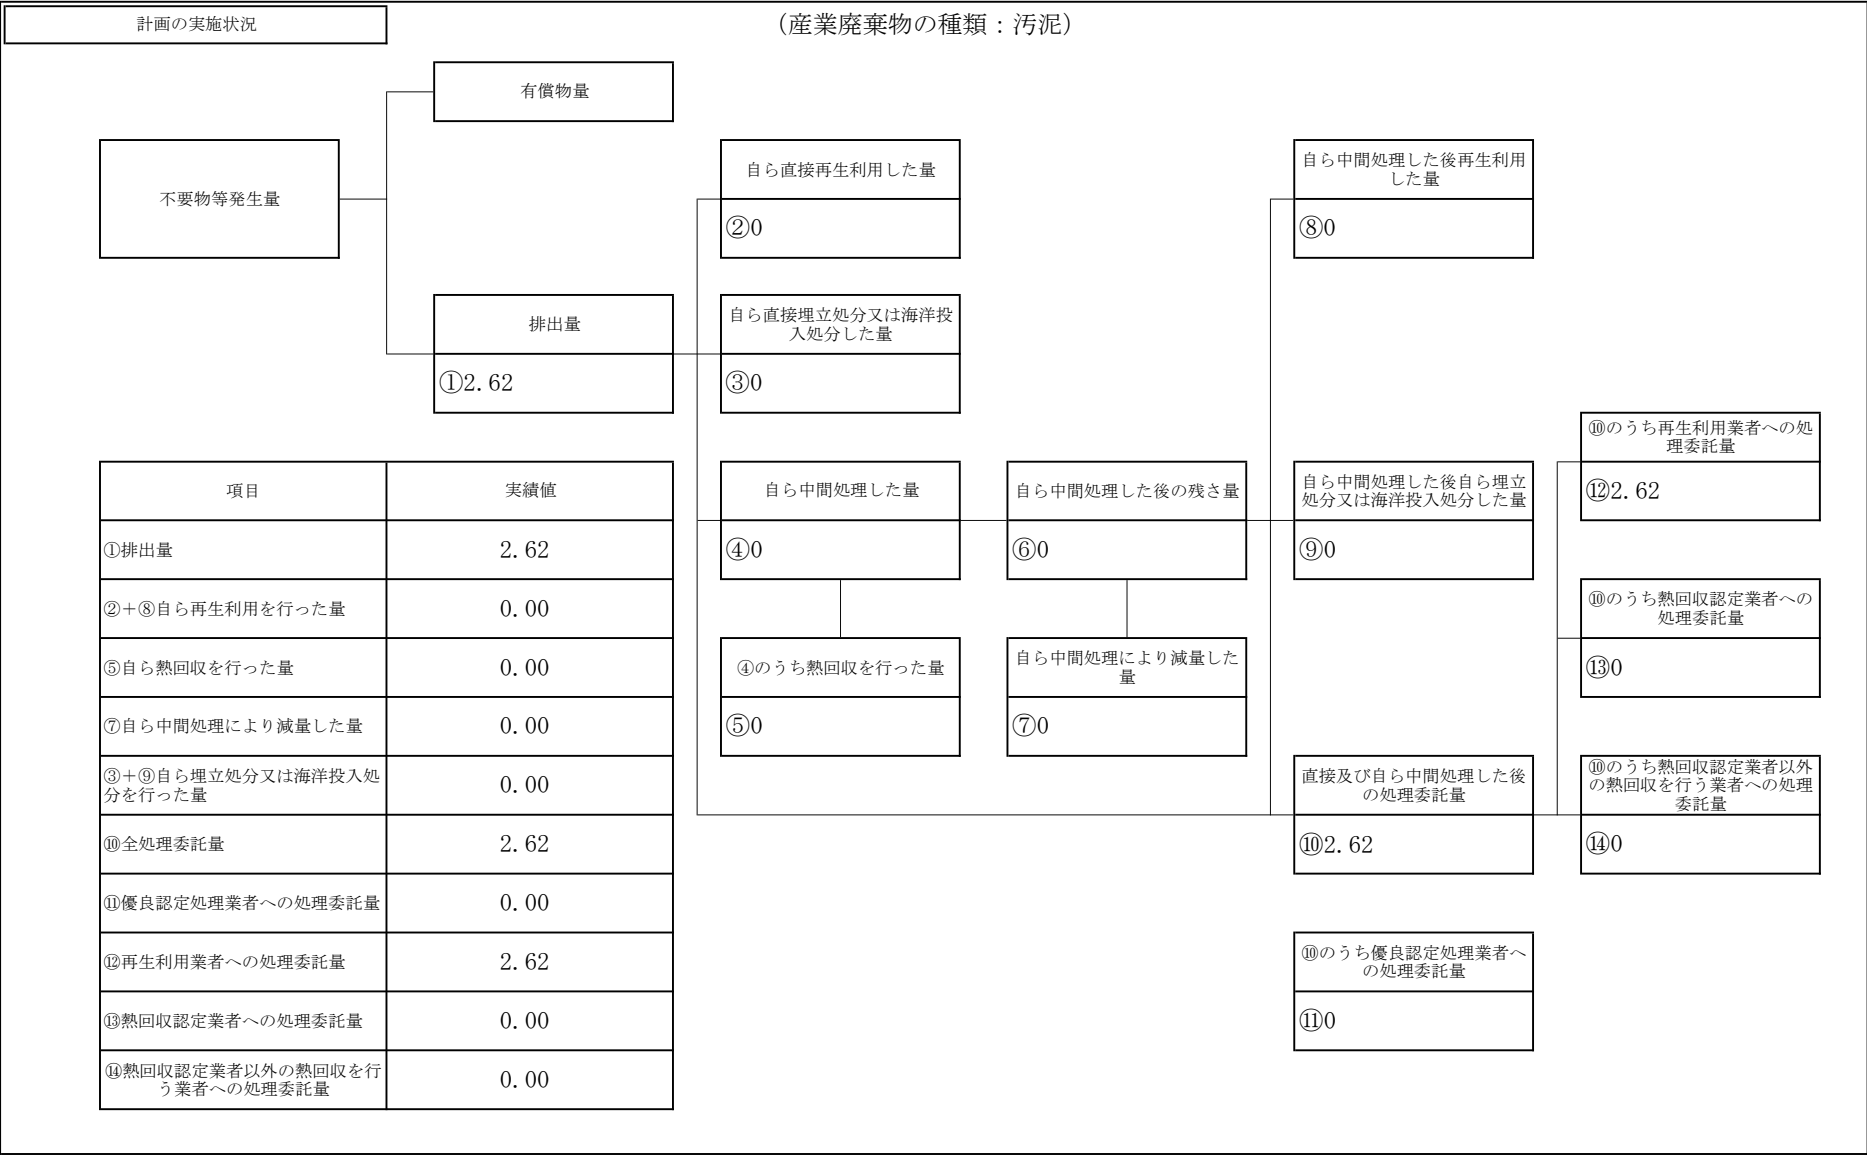 計画の実施状況
（産業廃棄物の種類：汚泥）
有償物量
不要物等発生量
自ら直接再生利用した量
②0
自ら中間処理した後再生利用
した量
⑧0
排出量
①2.62
自ら直接埋立処分又は海洋投
入処分した量
③0
⑩のうち再生利用業者への処
理委託量
⑫2.62
自ら中間処理した量
④0
自ら中間処理した後の残さ量
⑥0
自ら中間処理した後自ら埋立
処分又は海洋投入処分した量
⑨0
⑩のうち熱回収認定業者への
処理委託量
⑬0
④のうち熱回収を行った量
⑤0
自ら中間処理により減量した
量
⑦0
直接及び自ら中間処理した後
の処理委託量
⑩2.62
⑩のうち熱回収認定業者以外
の熱回収を行う業者への処理
委託量
⑭0
⑩のうち優良認定処理業者へ
の処理委託量
⑪0
項目 実績値
①排出量 2.62
②＋⑧自ら再生利用を行った量 0.00
⑤自ら熱回収を行った量 0.00
⑦自ら中間処理により減量した量 0.00
③＋⑨自ら埋立処分又は海洋投入処
分を行った量 0.00
⑩全処理委託量 2.62
⑪優良認定処理業者への処理委託量 0.00
⑫再生利用業者への処理委託量 2.62
⑬熱回収認定業者への処理委託量 0.00
⑭熱回収認定業者以外の熱回収を行
う業者への処理委託量 0.00